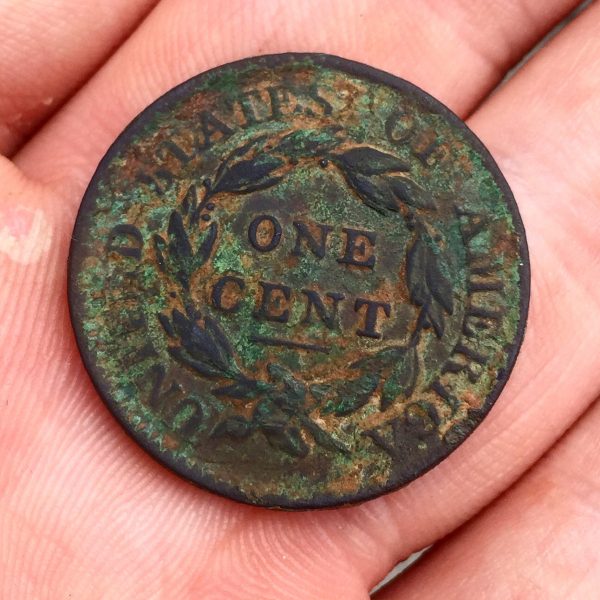 UNITED STATES OF AMERICA
ONE
CENT